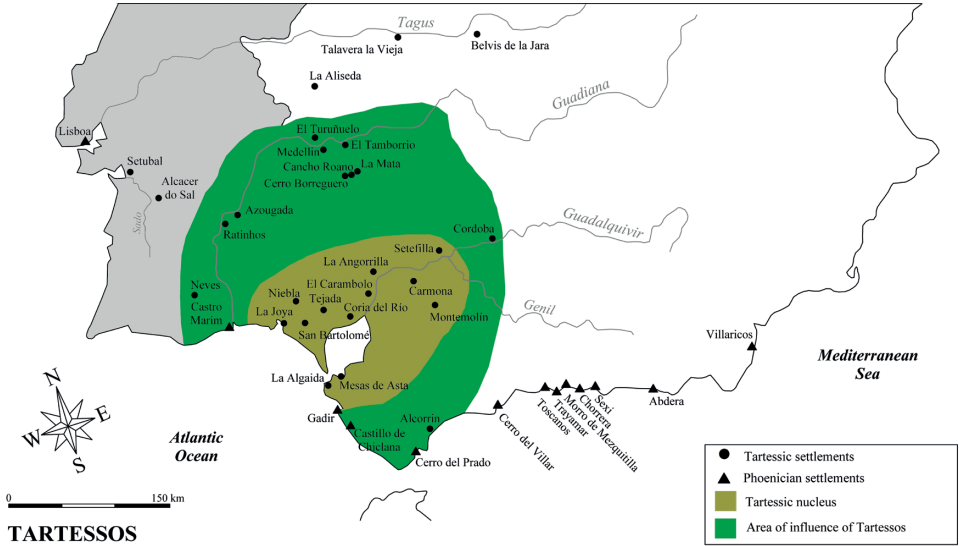 Tagus
Talavera la Vieja
Belvis de la Jara
La Aliseda
Guadiana
Lisboa
El Turuñuelo
El Tamborrio
Medellín
Cancho Roano
La Mata
Cerro Borreguero
Setubal
Alcacer
do Sal
Sado
Azougada
Ratinhos
Guadalquivir
Cordoba
Setefilla
La Angorrilla
Neves
Castro
Marim
El Carambolo
Niebla
Tejada
Carmona
La Joya
Coria del Río
Montemolín
Genil
San Bartolomé
Villaricos
Mediterranean
Sea
La Algaida
Mesas de Asta
Gadir
Castillo de
Chiclana
Alcorrin
Cerro del Prado
Cerro del Villar
Toscanos
Trayamar
Morro de Mezquitilla
Chorrera
Sexi
Abdera
N
W
E
S
Atlantic
Ocean
Tartessic settlements
Phoenician settlements
Tartessic nucleus
Area of influence of Tartessos
0 150 km
TARTESSOS